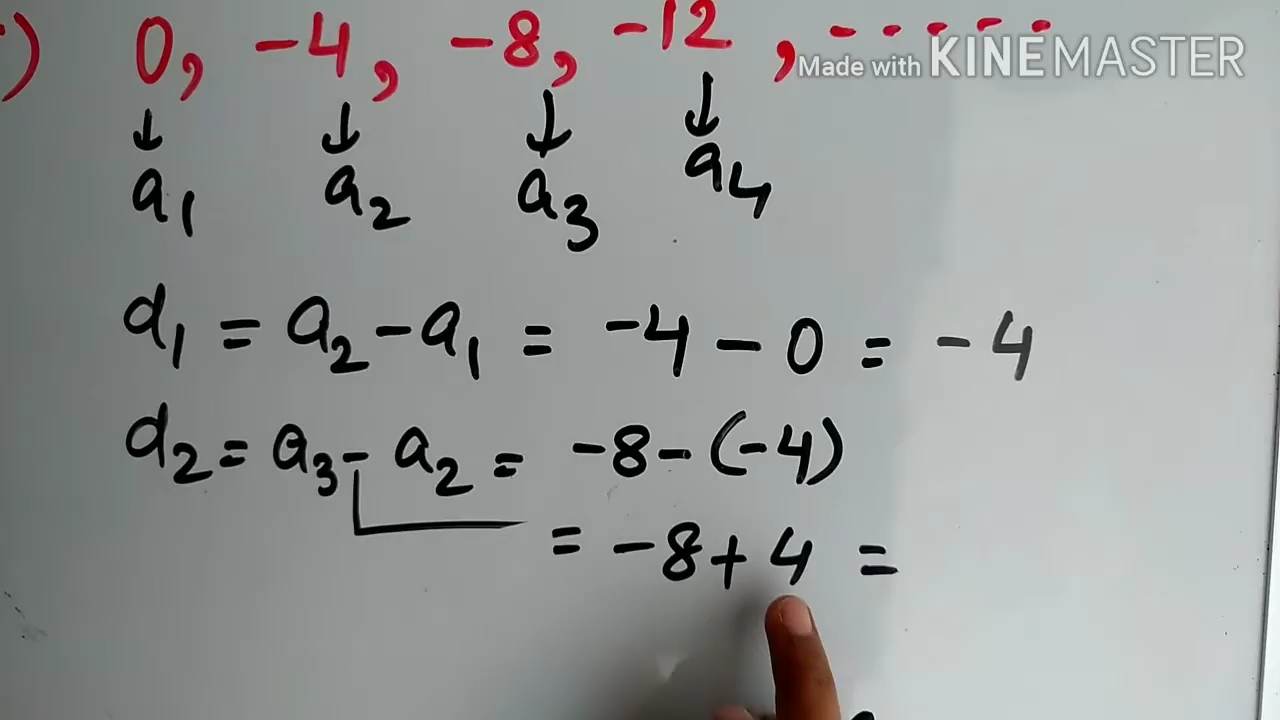 ) 0, -4, -8, -12, ------
Made with KINEMASTER
↓ ↓ ↓ ↓
a1 a2 a3 a4
d1 = a2 - a1 = -4 - 0 = -4
d2 = a3 - a2 = -8 - (-4)
= -8 + 4 =